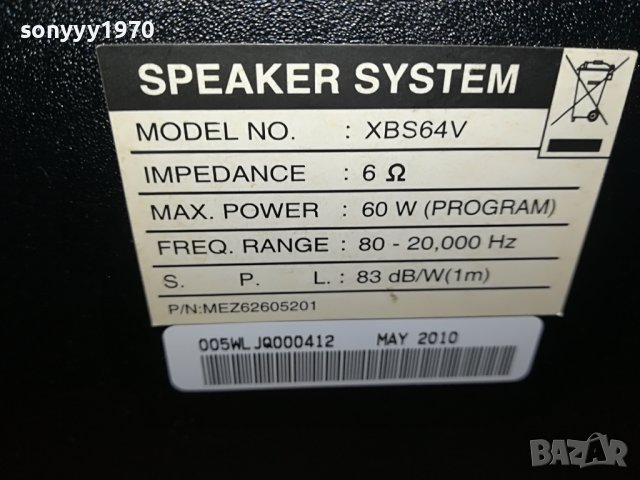 sonyyy1970
SPEAKER SYSTEM
MODEL NO. : XBS64V
IMPEDANCE : 6 Ω
MAX. POWER : 60 W (PROGRAM)
FREQ. RANGE : 80 - 20,000 Hz
S. P. L. : 83 dB/W(1m)
P/N:MEZ62605201
005WLJQ000412 MAY 2010
BAZAR